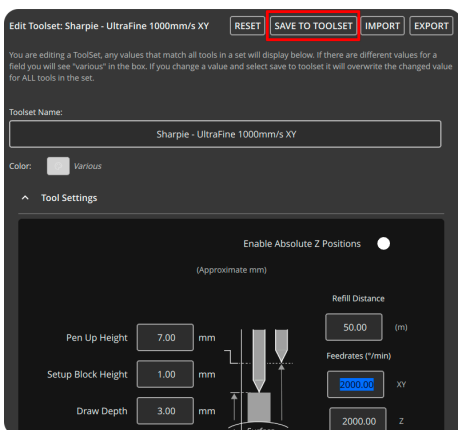 Edit Toolset: Sharpie - UltraFine 1000mm/s XY RESET SAVE TO TOOLSET IMPORT EXPORT
You are editing a ToolSet, any values that match all tools in a set will display below. If there are different values for a
field you will see "various" in the box. If you change a value and select save to toolset it will overwrite the changed value
for ALL tools in the set.
Toolset Name:
Sharpie - UltraFine 1000mm/s XY
Color: Various
Tool Settings
Enable Absolute Z Positions
(Approximate mm)
Refill Distance
50.00 (m)
Pen Up Height 7.00 mm
Feedrates ("/min)
Setup Block Height 1.00 mm
2000.00 XY
Draw Depth 3.00 mm
2000.00 Z
Surface